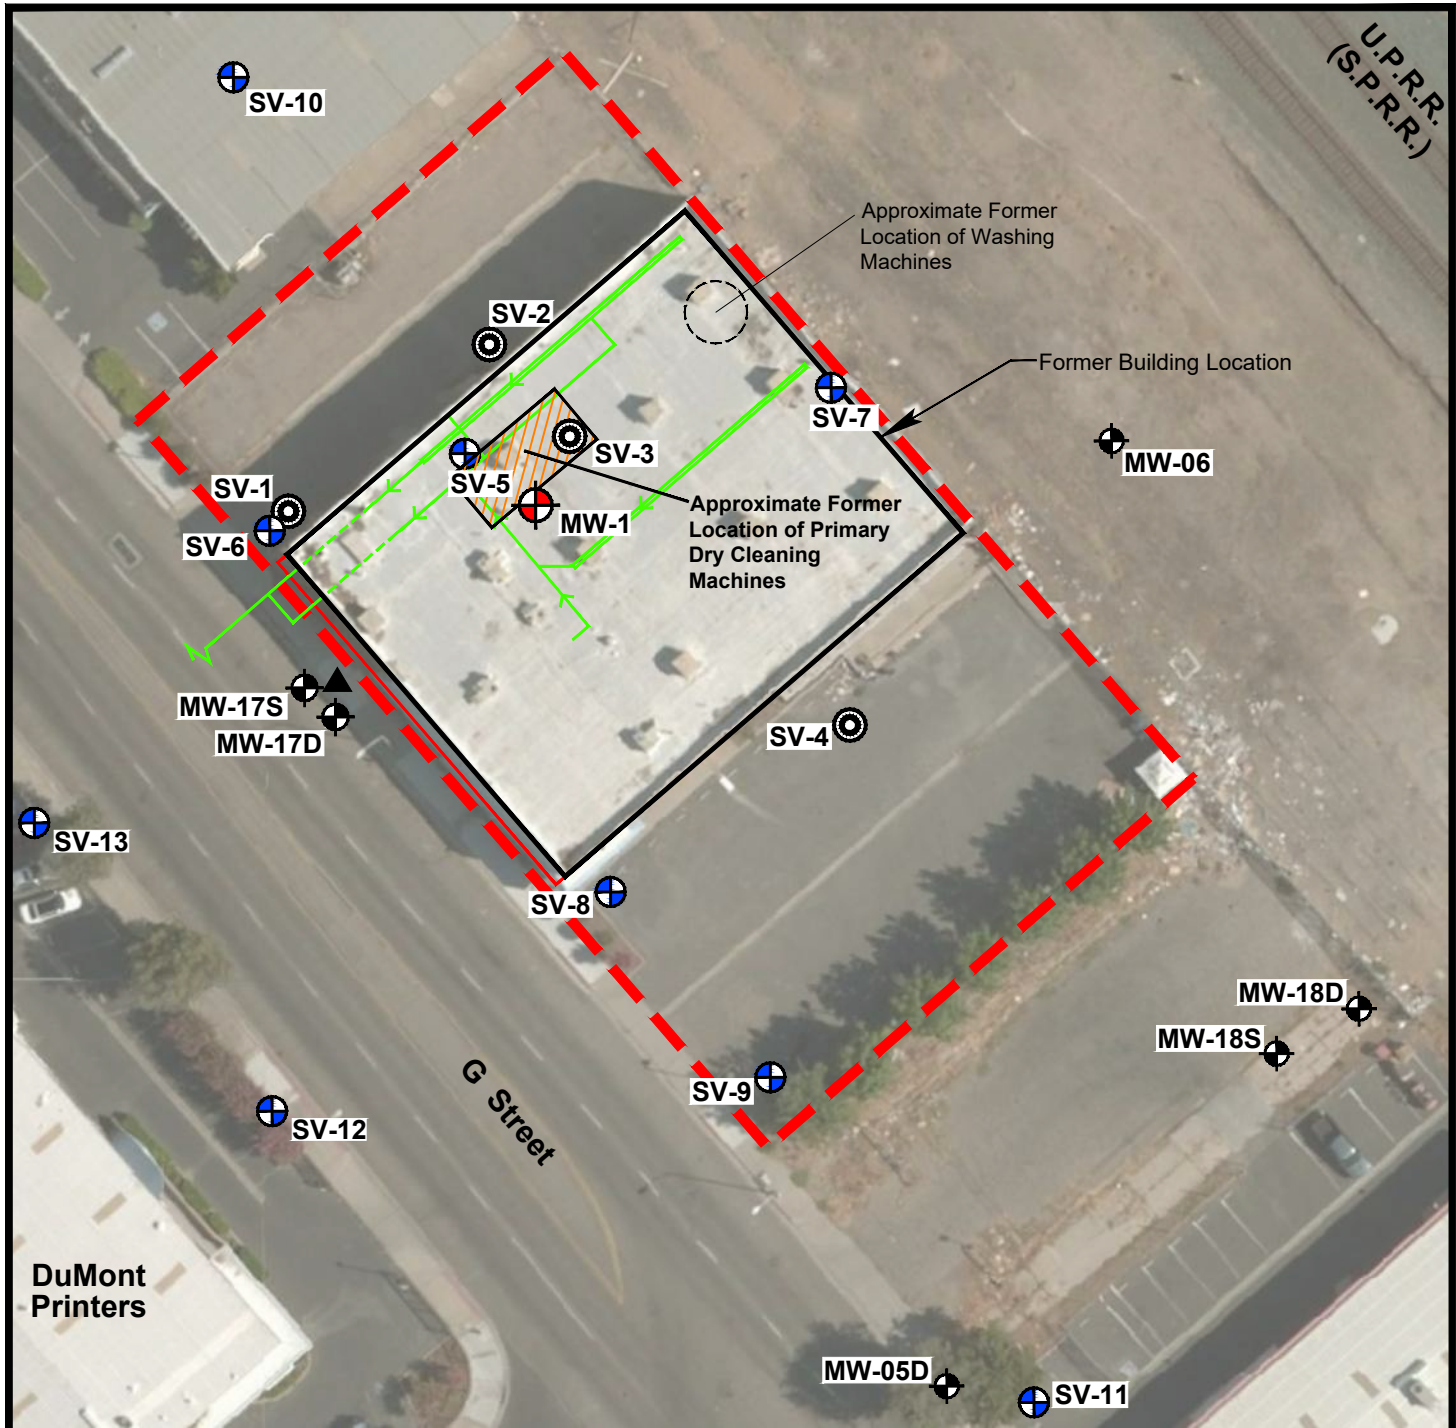 U.P.R.R.
(S.P.R.R.)
SV-10
Approximate Former
Location of Washing
Machines
SV-2
Former Building Location
SV-7
SV-3
MW-06
SV-5
SV-1
MW-1
Approximate Former
Location of Primary
Dry Cleaning
Machines
SV-6
MW-17S
MW-17D
SV-4
SV-13
SV-8
MW-18D
MW-18S
SV-9
G Street
SV-12
DuMont
Printers
MW-05D
SV-11